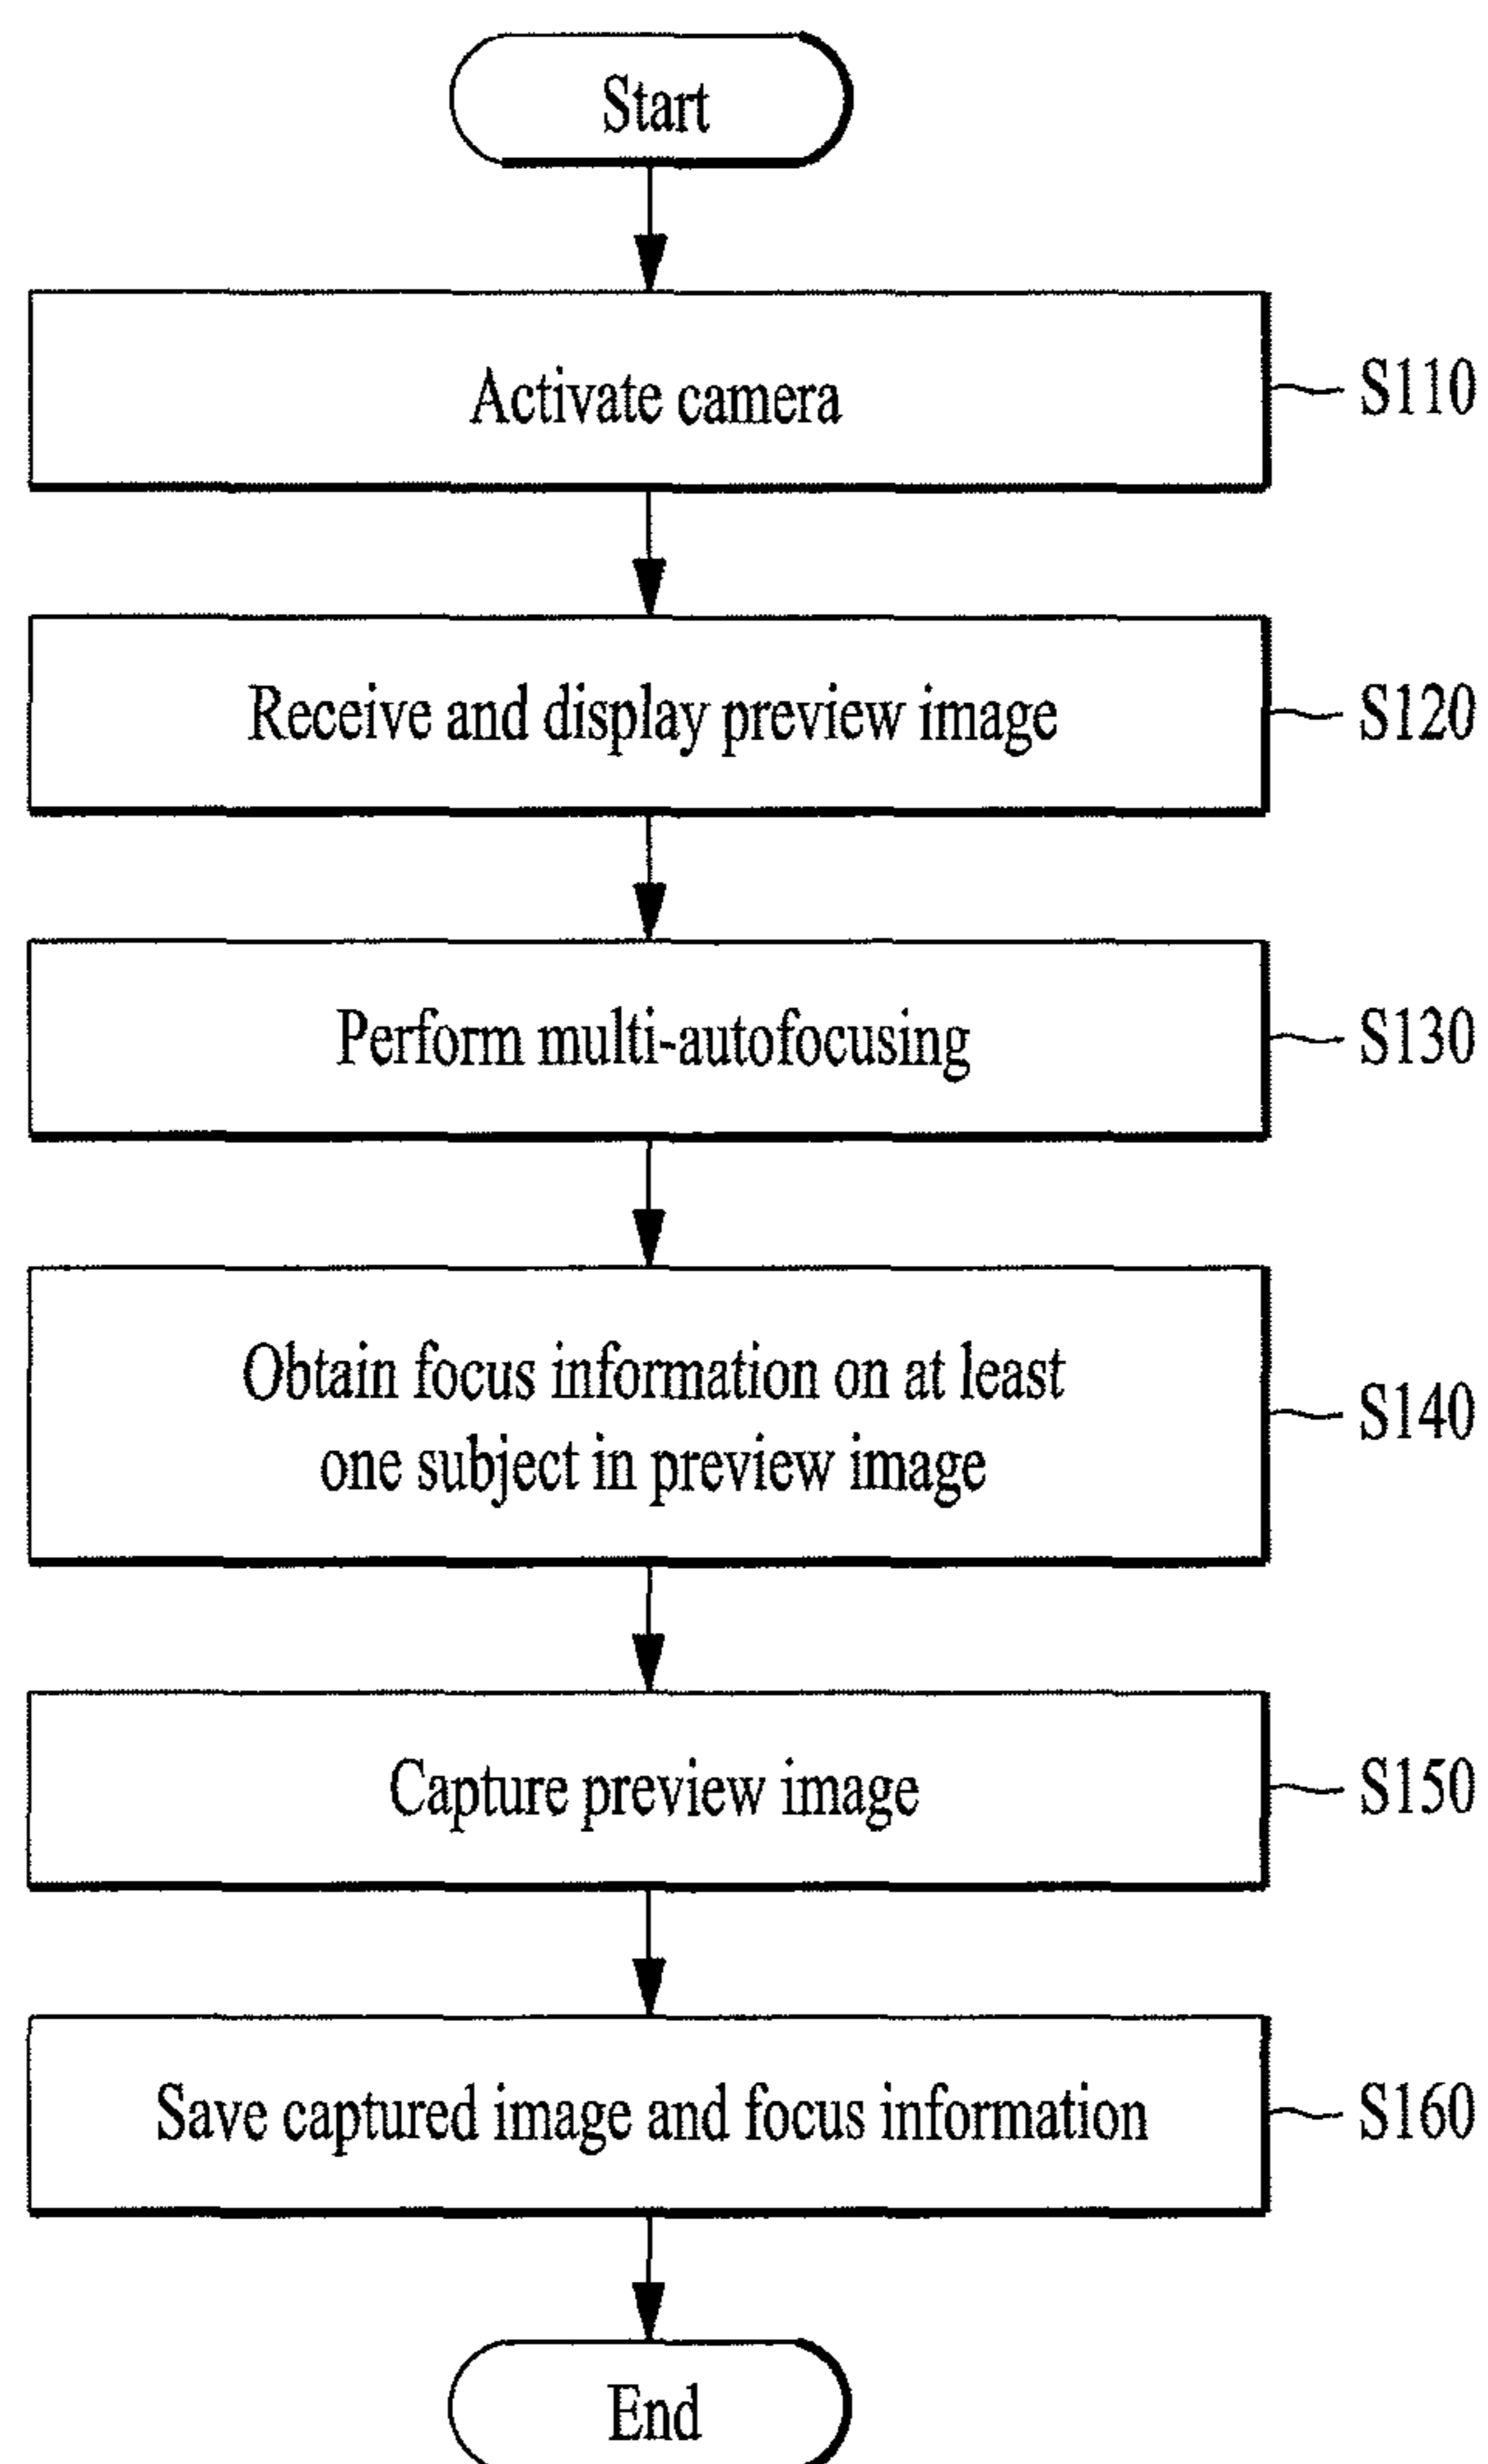 Start
Activate camera
S110
Receive and display preview image
S120
Perform multi-autofocusing
S130
Obtain focus information on at least
one subject in preview image
S140
Capture preview image
S150
Save captured image and focus information
S160
End